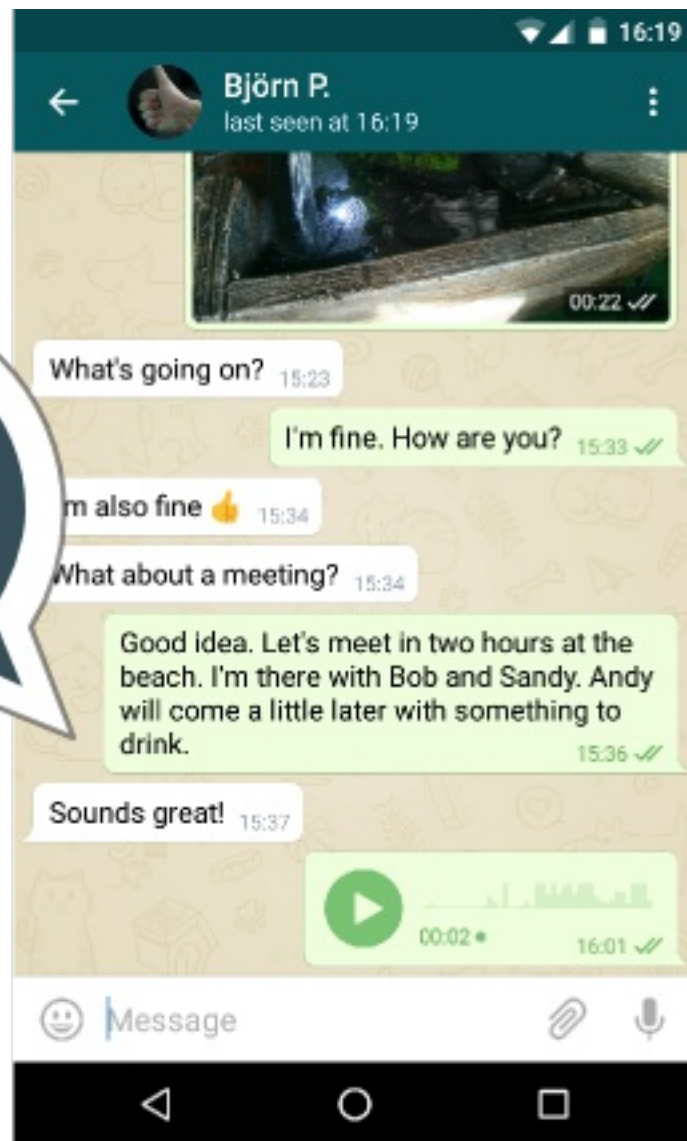 16:19
Björn P.
last seen at 16:19
00:22
What's going on? 15:23
I'm fine. How are you? 15:33
m also fine 👍 15:34
What about a meeting? 15:34
Good idea. Let's meet in two hours at the
beach. I'm there with Bob and Sandy. Andy
will come a little later with something to
drink. 15:36
Sounds great! 15:37
00:02 16:01
Message